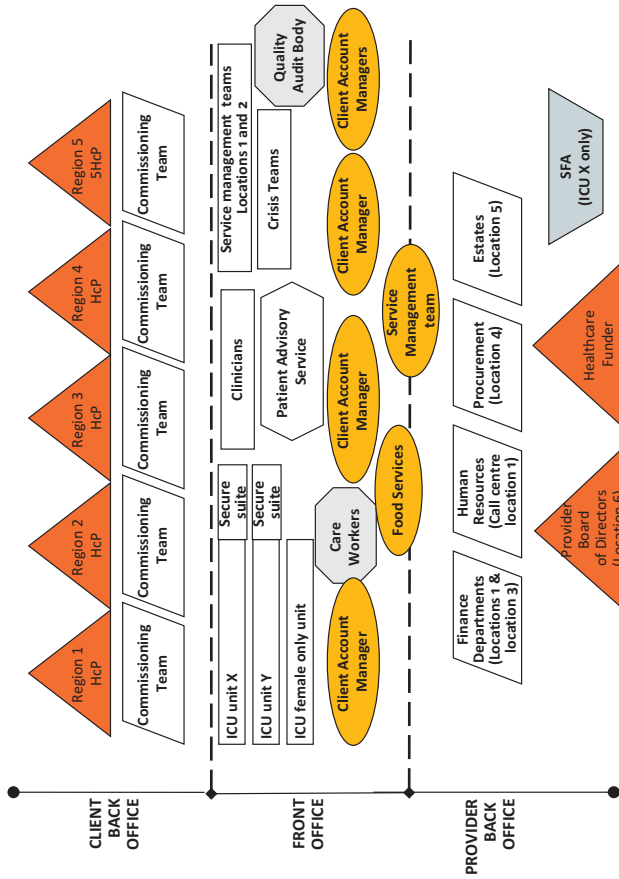 CLIENT
BACK
OFFICE
Region 1
HcP
Region 2
HcP
Region 3
HcP
Region 4
HcP
Region 5
5HcP
Commissioning
Team
Commissioning
Team
Commissioning
Team
Commissioning
Team
Commissioning
Team
FRONT
OFFICE
ICU unit X
Secure
suite
ICU unit Y
Secure
suite
ICU female only unit
Clinicians
Service management teams
Locations 1 and 2
Crisis Teams
Care
Workers
Patient Advisory
Service
Quality
Audit Body
Client Account
Manager
Client Account
Manager
Client Account
Manager
Client Account
Managers
Food Services
Service
Management
team
PROVIDER
BACK
OFFICE
Finance
Departments
(Locations 1 &
location 3)
Human
Resources
(Call centre
location 1)
Procurement
(Location 4)
Estates
(Location 5)
Provider
Board
of Directors
(Location 6)
Healthcare
Funder
SFA
(ICU X only)